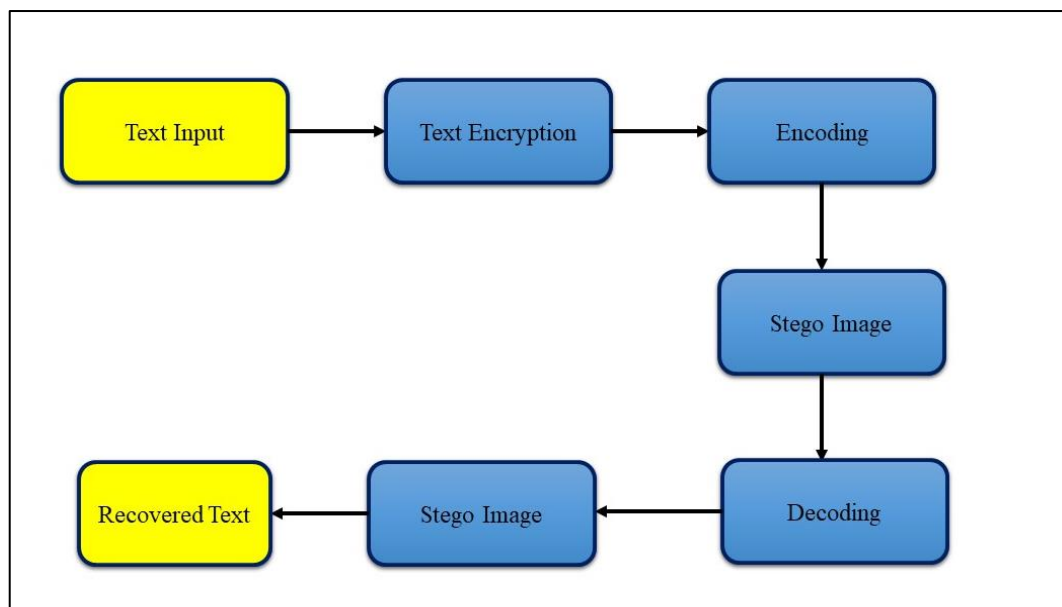 Text Input
Text Encryption
Encoding
Stego Image
Decoding
Stego Image
Recovered Text